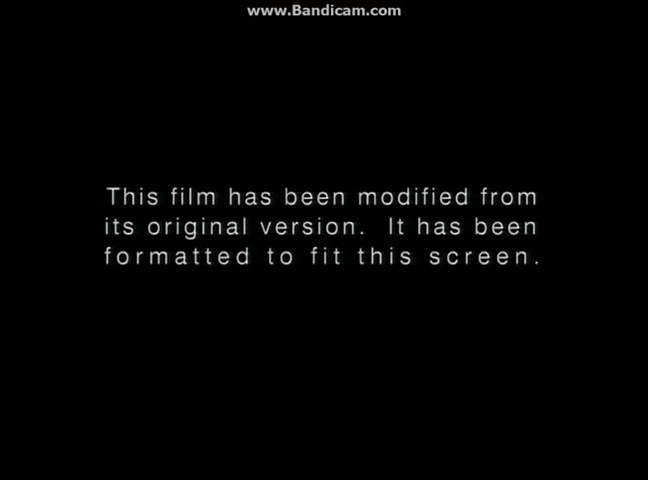 www.Bandicam.com
This film has been modified from
its original version. It has been
formatted to fit this screen.